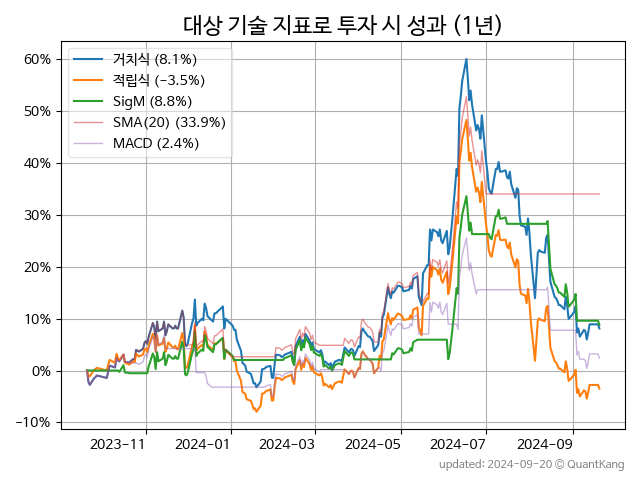 대상 기술 지표로 투자 시 성과 (1년)
거치식 (8.1%)
적립식 (-3.5%)
SigM (8.8%)
SMA(20) (33.9%)
MACD (2.4%)
60%
50%
40%
30%
20%
10%
0%
-10%
2023-11 2024-01 2024-03 2024-05 2024-07 2024-09
updated: 2024-09-20 © QuantKang